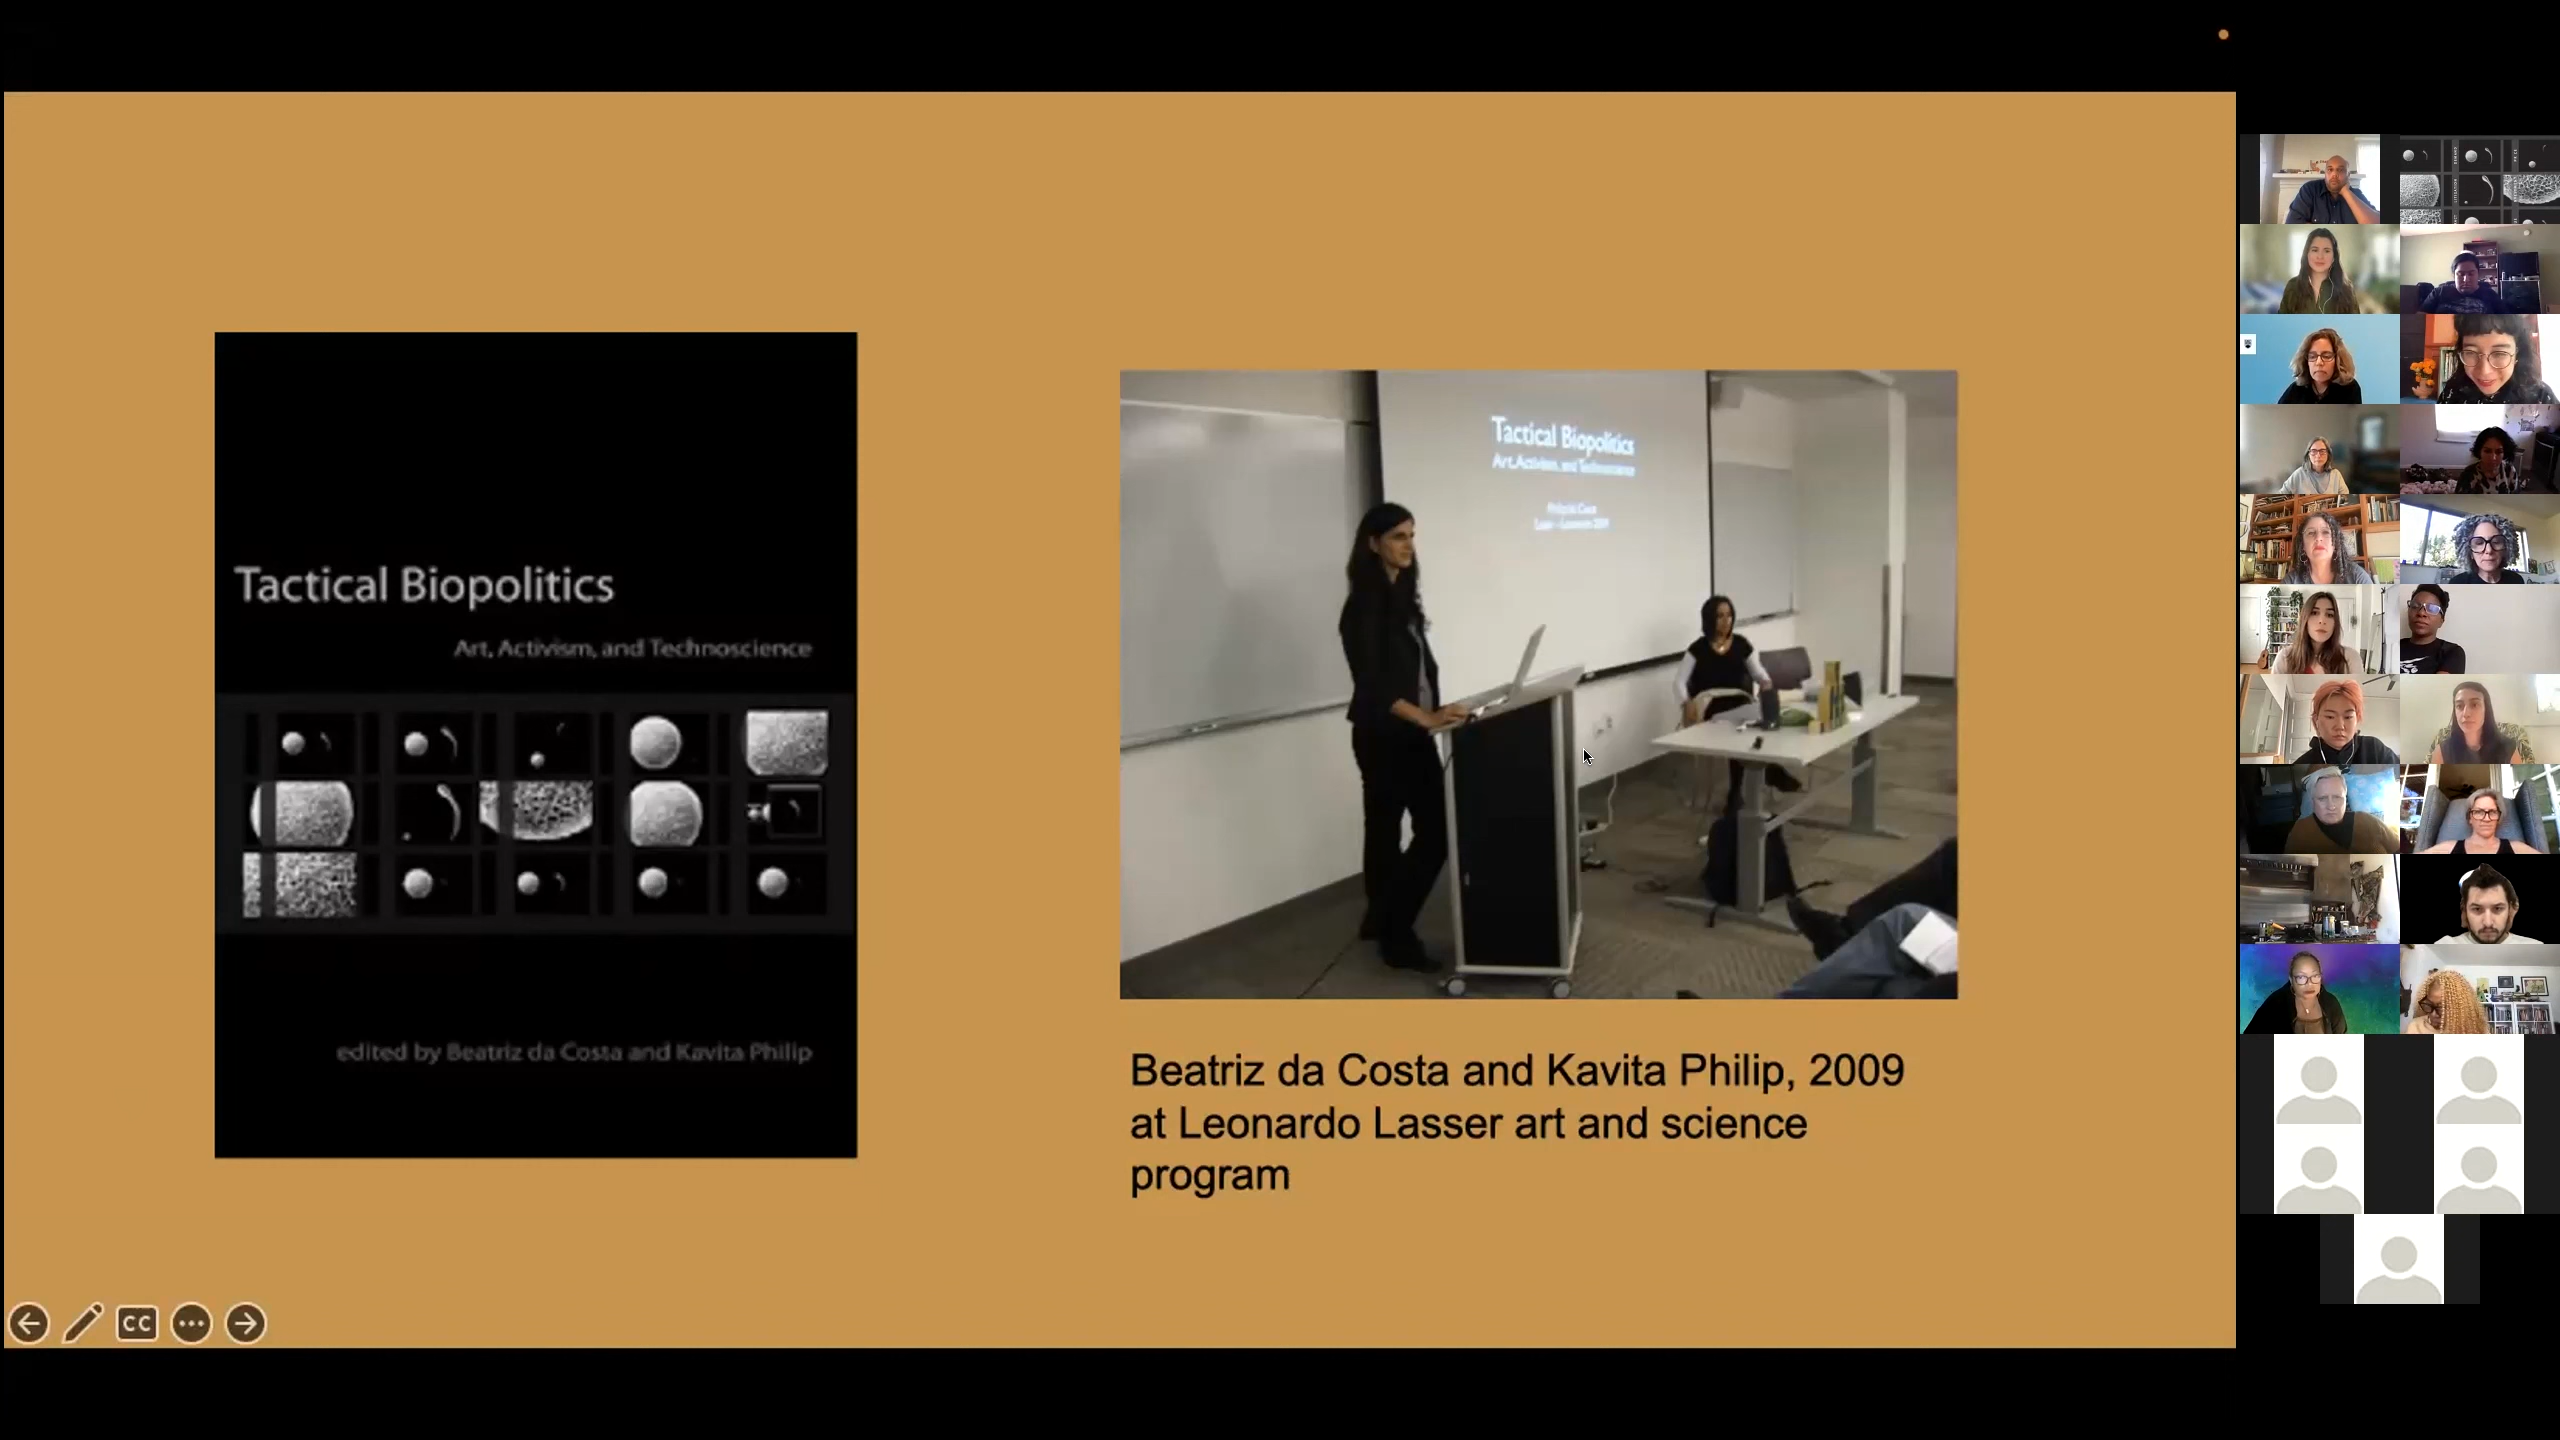 Tactical Biopolitics
Art, Activism, and Technoscience
edited by Beatriz da Costa and Kavita Philip
Tactical Biopolitics
Art, Activism, and Technoscience
Beatriz da Costa and Kavita Philip, 2009
at Leonardo Lasser art and science
program
CC